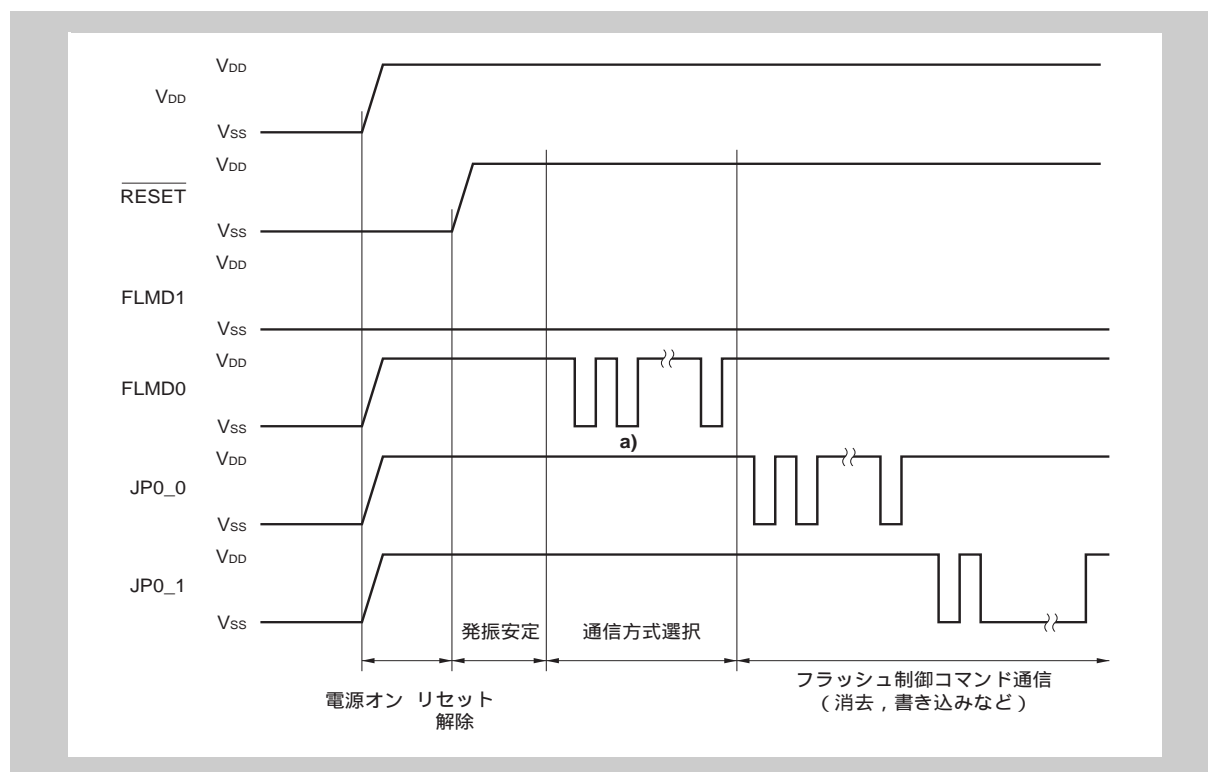 VDD
VDD
VSS
VDD
RESET
VSS
VDD
FLMD1
VSS
VDD
FLMD0
VSS
a)
VDD
JP0_0
VSS
VDD
JP0_1
VSS
発振安定 通信方式選択
電源オン リセット
解除
フラッシュ制御コマンド通信
（消去，書き込みなど）